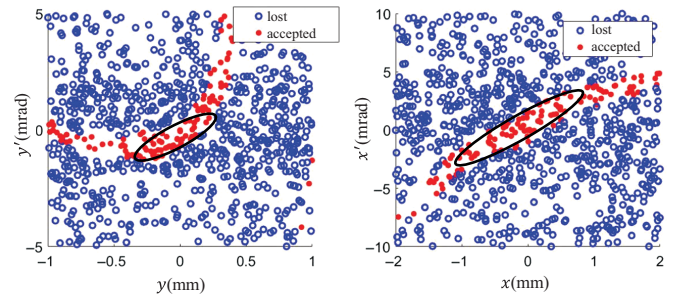 5
lost
accepted
0
-5
y′(mrad)
−1
−0.5
0
0.5
1
y(mm)
10
lost
accepted
5
0
−5
−10
x′(mrad)
−2
−1
0
1
2
x(mm)